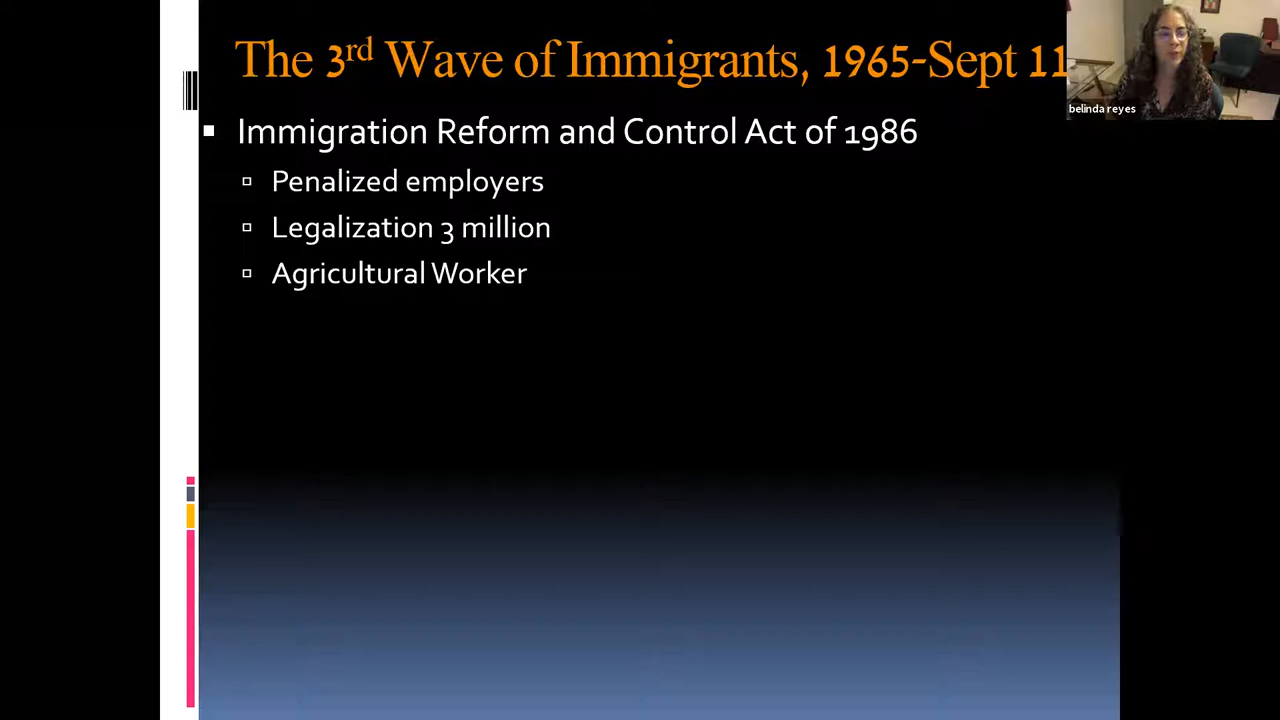 The 3rd Wave of Immigrants, 1965-Sept 11
belinda reyes
Immigration Reform and Control Act of 1986
Penalized employers
Legalization 3 million
Agricultural Worker